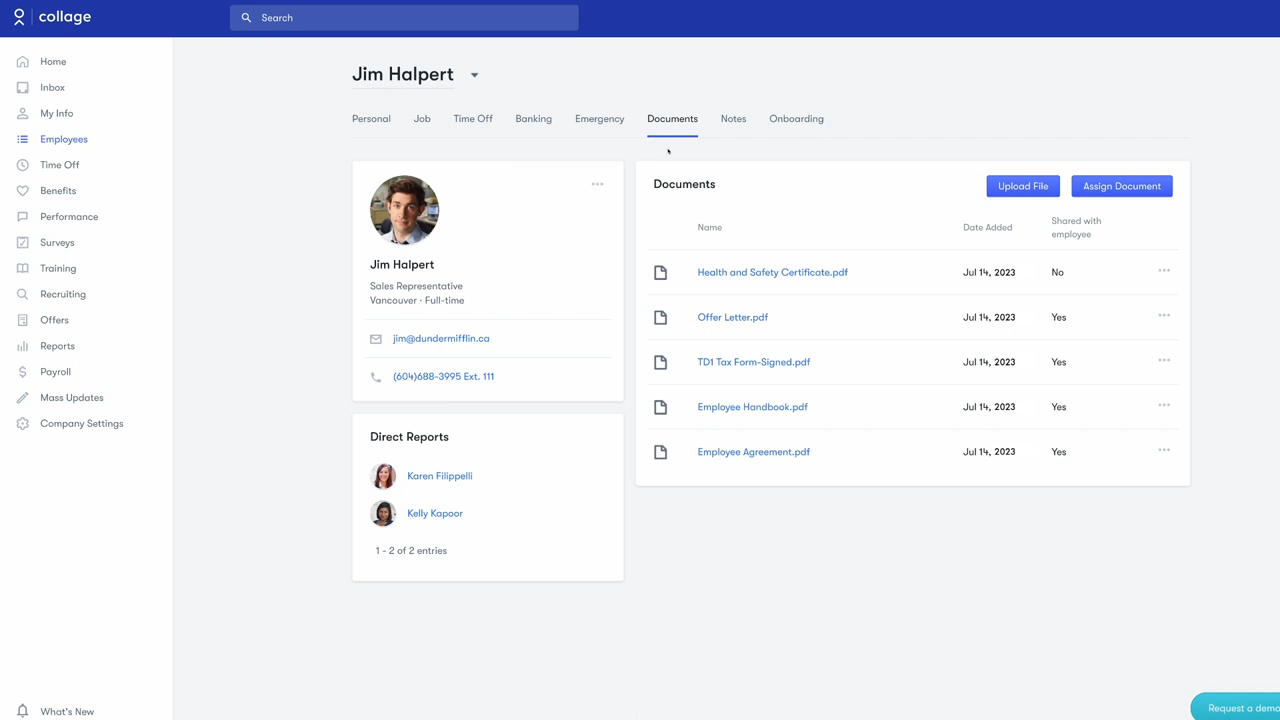 collage
Search
Home
Inbox
My Info
Employees
Time Off
Benefits
Performance
Surveys
Training
Recruiting
Offers
Reports
Payroll
Mass Updates
Company Settings
What's New
Jim Halpert
Personal Job Time Off Banking Emergency Documents Notes Onboarding
Jim Halpert
Sales Representative
Vancouver · Full-time
jim@dundermifflin.ca
(604)688-3995 Ext. 111
Direct Reports
Karen Filippelli
Kelly Kapoor
1 - 2 of 2 entries
Documents
Upload File Assign Document
Name Date Added Shared with
employee
Health and Safety Certificate.pdf Jul 14, 2023 No
Offer Letter.pdf Jul 14, 2023 Yes
TD1 Tax Form-Signed.pdf Jul 14, 2023 Yes
Employee Handbook.pdf Jul 14, 2023 Yes
Employee Agreement.pdf Jul 14, 2023 Yes
Request a demo